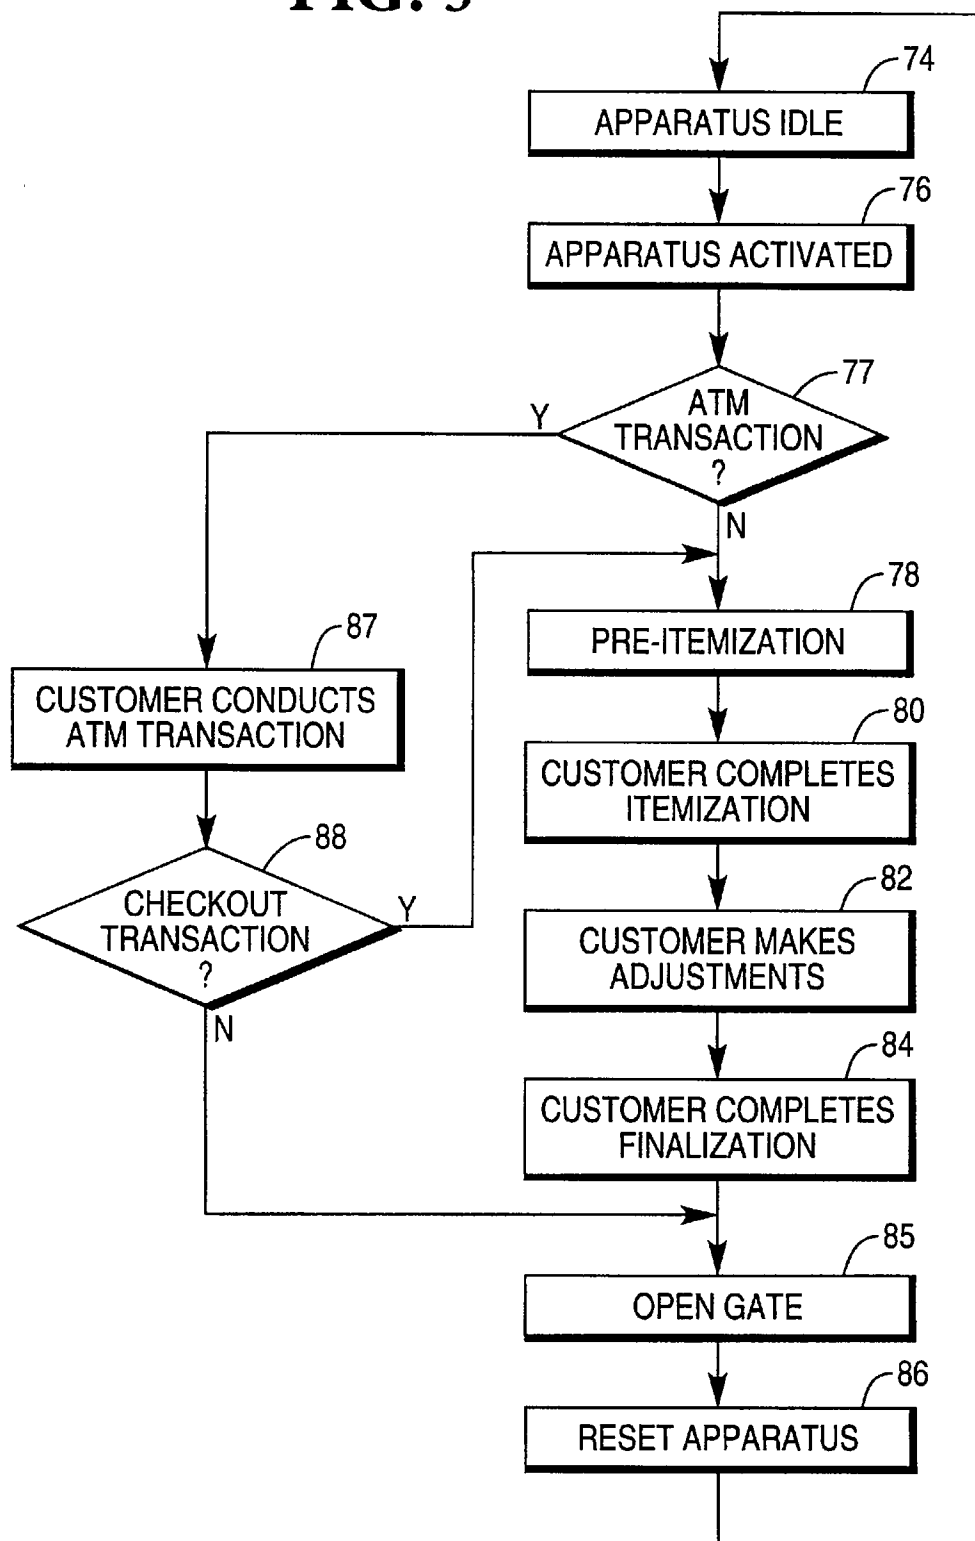 74
APPARATUS IDLE
76
APPARATUS ACTIVATED
77
ATM
TRANSACTION
?
Y
N
78
PRE-ITEMIZATION
87
CUSTOMER CONDUCTS
ATM TRANSACTION
80
CUSTOMER COMPLETES
ITEMIZATION
88
CHECKOUT
TRANSACTION
?
Y
N
82
CUSTOMER MAKES
ADJUSTMENTS
84
CUSTOMER COMPLETES
FINALIZATION
85
OPEN GATE
86
RESET APPARATUS